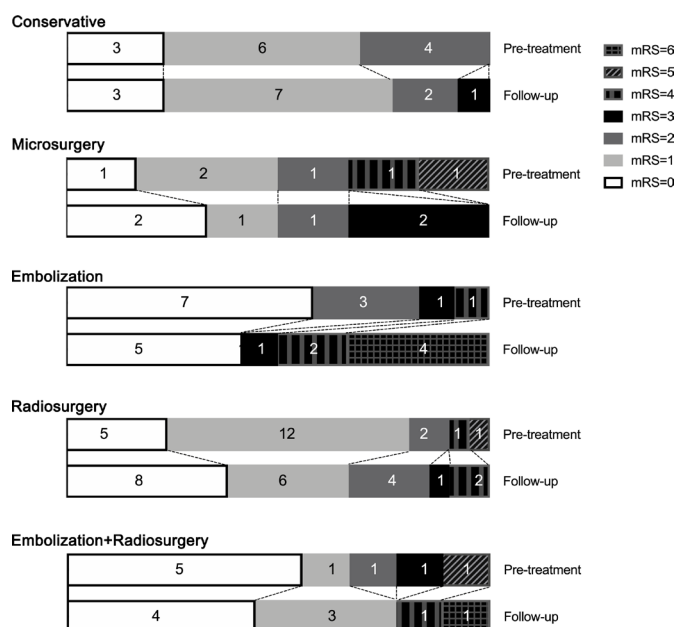 Conservative
3 6 4 Pre-treatment
3 7 2 1 Follow-up
mRS=6
mRS=5
mRS=4
mRS=3
mRS=2
mRS=1
mRS=0
Microsurgery
1 2 1 1 1 Pre-treatment
2 1 1 2 Follow-up
Embolization
7 3 1 1 Pre-treatment
5 1 2 4 Follow-up
Radiosurgery
5 12 2 1 1 Pre-treatment
8 6 4 1 2 Follow-up
Embolization+Radiosurgery
5 1 1 1 1 Pre-treatment
4 3 1 1 Follow-up